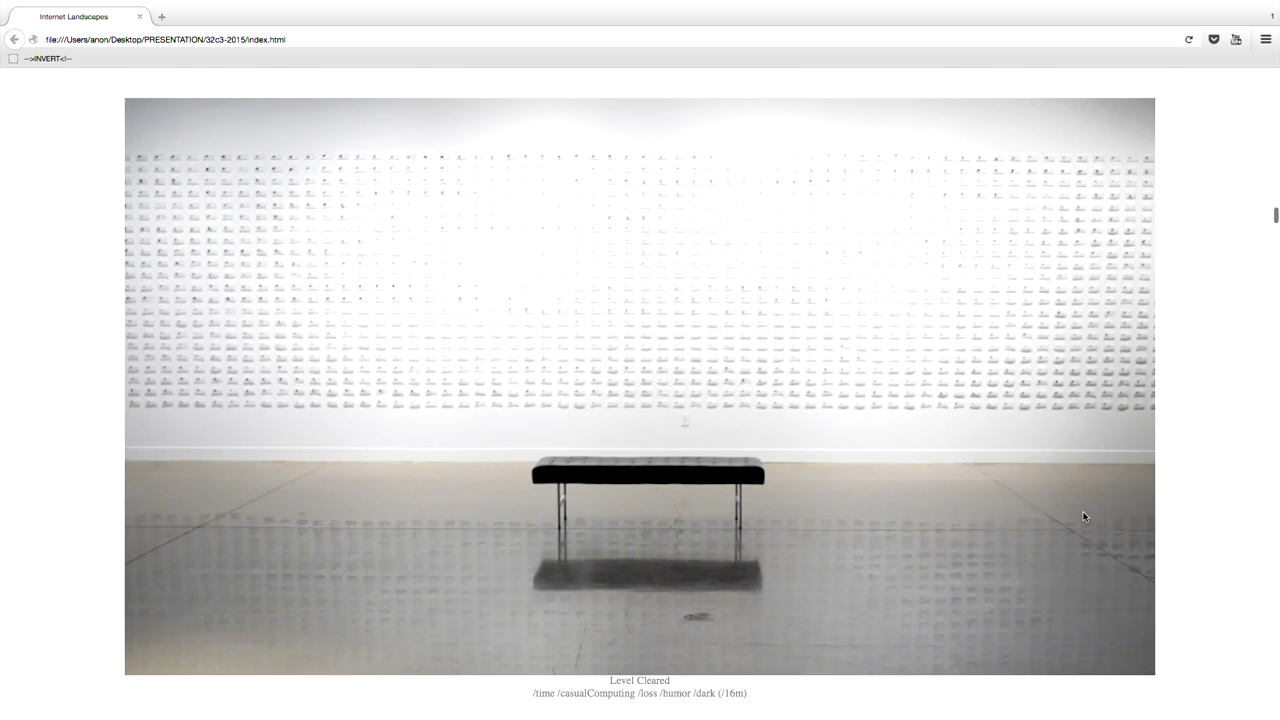 Internet Landscapes
1
file:///Users/anon/Desktop/PRESENTATION/32c3-2015/index.html
-->INVERT<!--
Level Cleared
/time /casualComputing /loss /humor /dark (/16m)